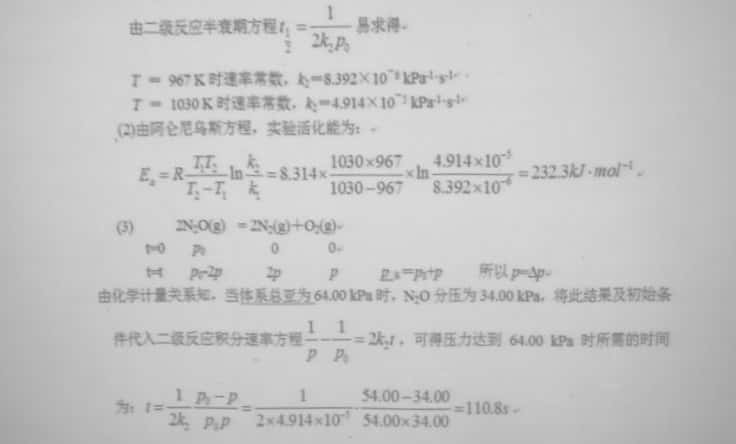 由二级反应半衰期方程 t_{1/2} = 1/(2k₂p₀) 易求得
T = 967 K 时速率常数，k₂=8.392×10 kPa⁻¹·s⁻¹
T = 1030 K 时速率常数，k₂=4.914×10 kPa⁻¹·s⁻¹
(2)由阿仑尼乌斯方程，实验活化能为：
Eₐ = R (T₁T₂)/(T₂−T₁) ln (k₂/k₁) = 8.314× (1030×967)/(1030−967) ×ln (4.914×10⁻⁵)/(8.392×10⁻⁶) = 232.3kJ·mol⁻¹
(3) 2N₂O(g) = 2N₂(g)+O₂(g)
t=0 p₀ 0 0
t=t p₀-2p 2p p p总=p₀+p 所以 p=Δp
由化学计量关系知，当体系总压为 64.00 kPa 时，N₂O 分压为 34.00 kPa，将此结果及初始条
件代入二级反应积分速率方程 1/p − 1/p₀ = 2k₂t，可得压力达到 64.00 kPa 时所需的时间
为：t= 1/(2k₂) (p₀−p)/(p₀p) = 1/(2×4.914×10⁻⁵) · (54.00−34.00)/(54.00×34.00) =110.8s